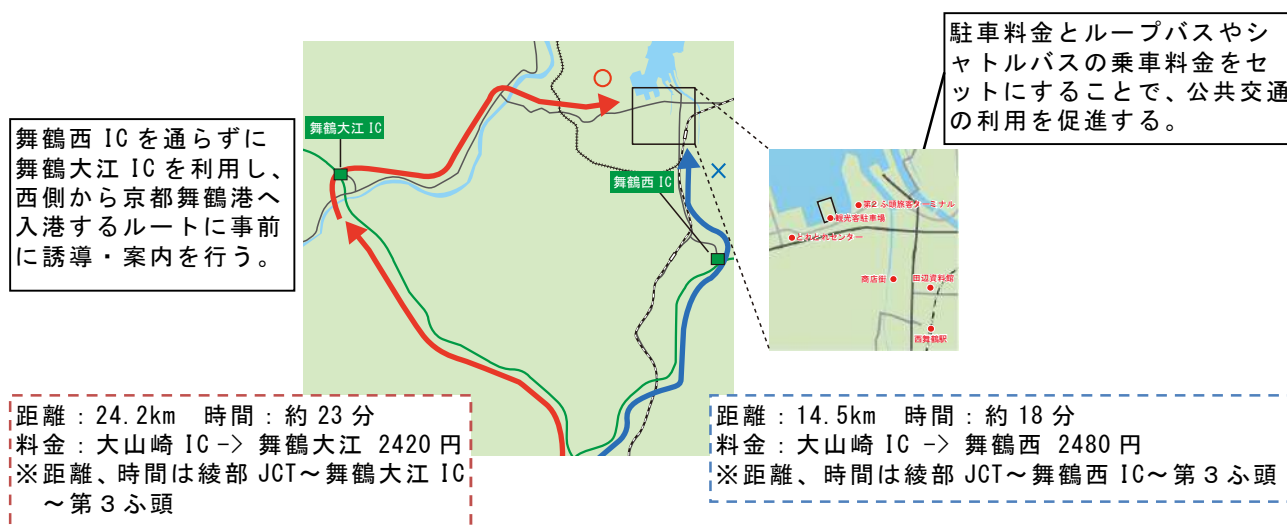 駐車料金とループバスやシ
ャトルバスの乗車料金をセ
ットにすることで、公共交通
の利用を促進する。
舞鶴西 IC を通らずに
舞鶴大江 IC を利用し、
西側から京都舞鶴港へ
入港するルートに事前
に誘導・案内を行う。
○
舞鶴大江 IC
舞鶴西 IC
×
第2ふ頭旅客ターミナル
観光客駐車場
とれとれセンター
商店街
田辺資料館
西舞鶴駅
距離：24.2km 時間：約 23 分
料金：大山崎 IC -> 舞鶴大江 2420 円
※距離、時間は綾部 JCT～舞鶴大江 IC
～第３ふ頭
距離：14.5km 時間：約 18 分
料金：大山崎 IC -> 舞鶴西 2480 円
※距離、時間は綾部 JCT～舞鶴西 IC～第３ふ頭